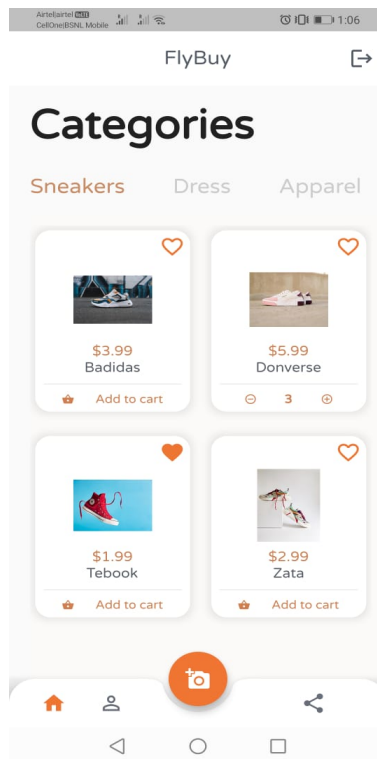 Airtel|airtel VoLTE
CellOne|BSNL Mobile
1:06
FlyBuy
Categories
Sneakers Dress Apparel
$3.99 $5.99
Badidas Donverse
Add to cart 3
$1.99 $2.99
Tebook Zata
Add to cart Add to cart